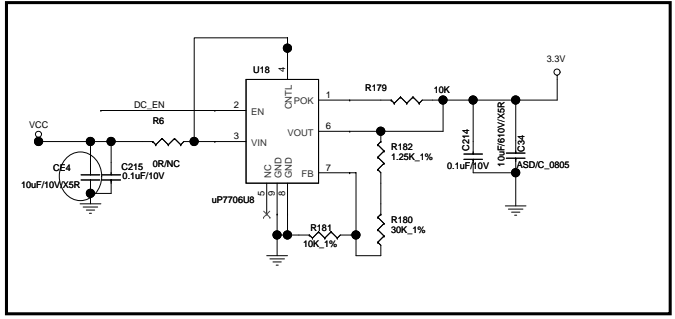 3.3V
U18
4
CNTL
R179
10K
1
POK
DC_EN
2
EN
VCC
R6
6
VOUT
3
VIN
R182
1.25K_1%
C214
0.1uF/10V
10uF/610V/X5R
C34
ASD/C_0805
0R/NC
CE4
10uF/10V/X5R
C215
0.1uF/10V
7
FB
NC
GND
GND
5
9
8
uP7706U8
R181
10K_1%
R180
30K_1%